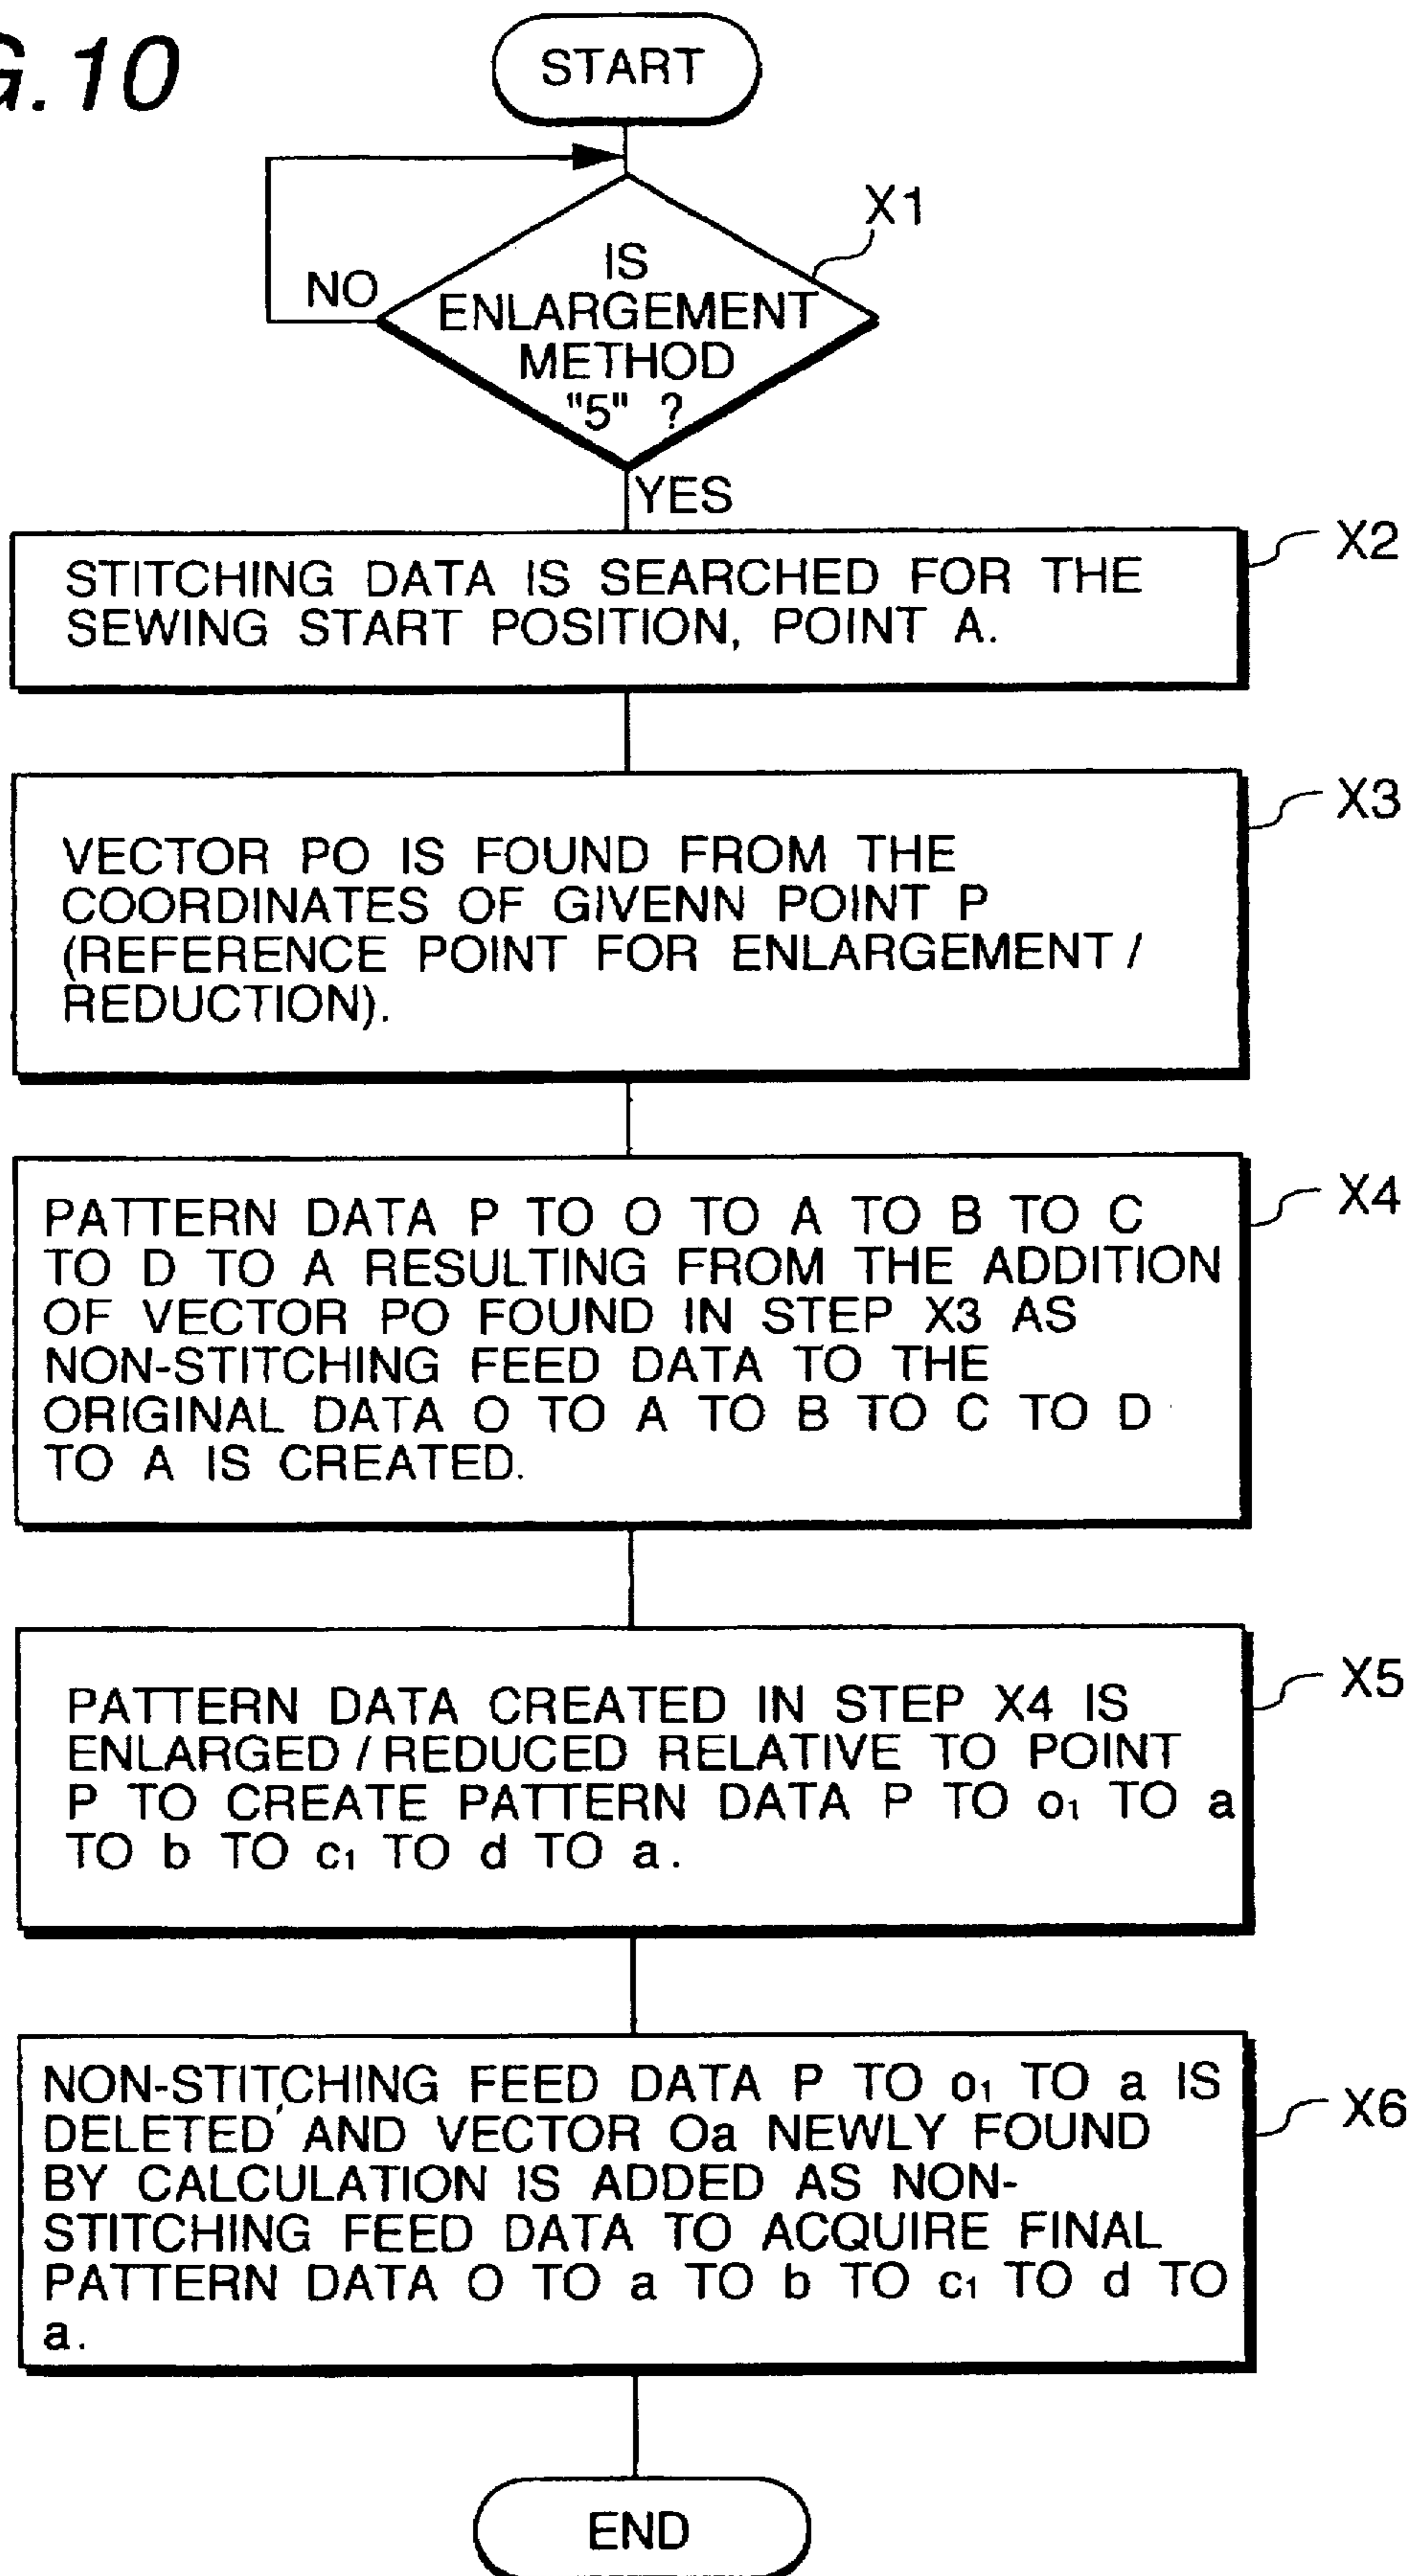 G.10
START
X1
NO
IS
ENLARGEMENT
METHOD
"5" ?
YES
X2
STITCHING DATA IS SEARCHED FOR THE
SEWING START POSITION, POINT A.
X3
VECTOR PO IS FOUND FROM THE
COORDINATES OF GIVENN POINT P
(REFERENCE POINT FOR ENLARGEMENT /
REDUCTION).
X4
PATTERN DATA P TO O TO A TO B TO C
TO D TO A RESULTING FROM THE ADDITION
OF VECTOR PO FOUND IN STEP X3 AS
NON-STITCHING FEED DATA TO THE
ORIGINAL DATA O TO A TO B TO C TO D
TO A IS CREATED.
X5
PATTERN DATA CREATED IN STEP X4 IS
ENLARGED / REDUCED RELATIVE TO POINT
P TO CREATE PATTERN DATA P TO o₁ TO a
TO b TO c₁ TO d TO a.
X6
NON-STITCHING FEED DATA P TO o₁ TO a IS
DELETED, AND VECTOR Oa NEWLY FOUND
BY CALCULATION IS ADDED AS NON-
STITCHING FEED DATA TO ACQUIRE FINAL
PATTERN DATA O TO a TO b TO c₁ TO d TO
a.
END